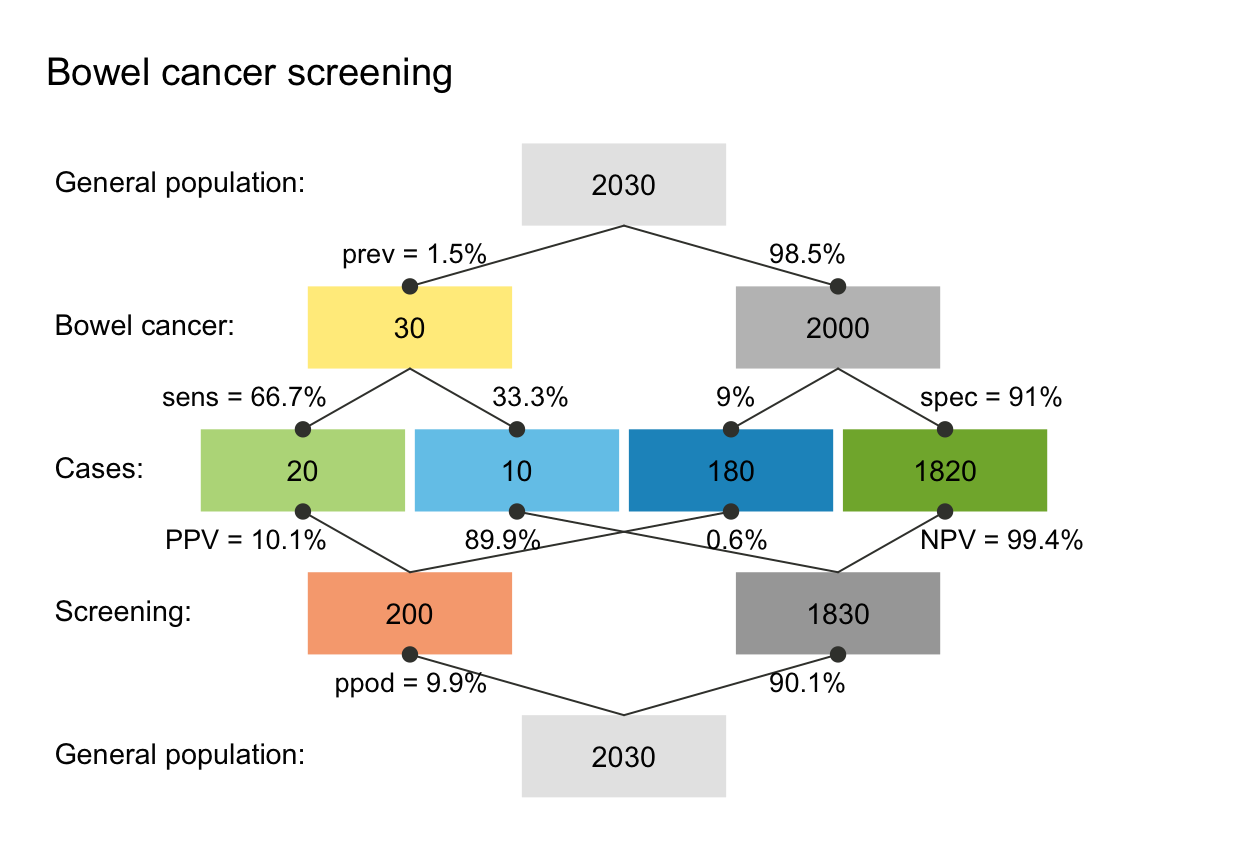 Bowel cancer screening
General population:
2030
prev = 1.5%
98.5%
Bowel cancer:
30
2000
sens = 66.7%
33.3%
9%
spec = 91%
Cases:
20
10
180
1820
PPV = 10.1%
89.9%
0.6%
NPV = 99.4%
Screening:
200
1830
ppod = 9.9%
90.1%
General population:
2030